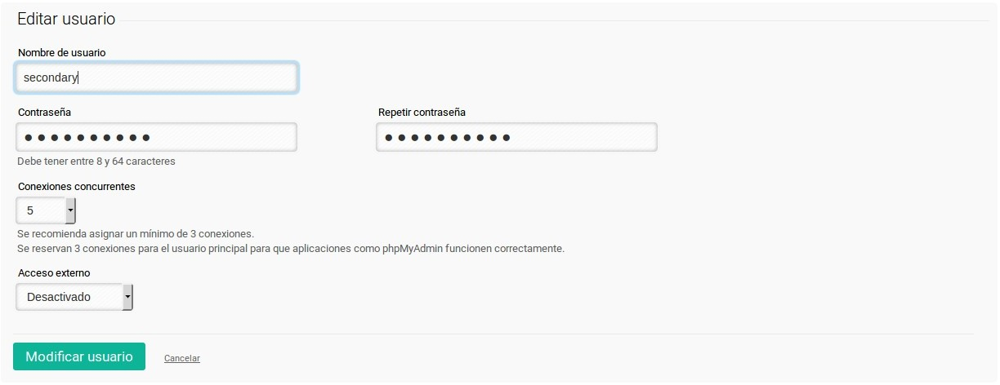 Editar usuario
Nombre de usuario
secondary
Contraseña Repetir contraseña
●●●●●●●●●● ●●●●●●●●●●
Debe tener entre 8 y 64 caracteres
Conexiones concurrentes
5
Se recomienda asignar un mínimo de 3 conexiones.
Se reservan 3 conexiones para el usuario principal para que aplicaciones como phpMyAdmin funcionen correctamente.
Acceso externo
Desactivado
Modificar usuario Cancelar